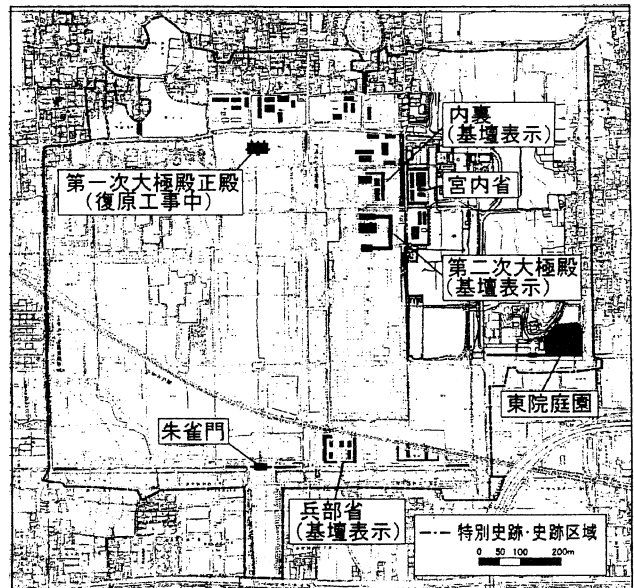 内裏
(基壇表示)
第一次大極殿正殿
(復原工事中)
宮内省
第二次大極殿
(基壇表示)
東院庭園
朱雀門
兵部省
(基壇表示)
特別史跡・史跡区域
0 50 100 200m